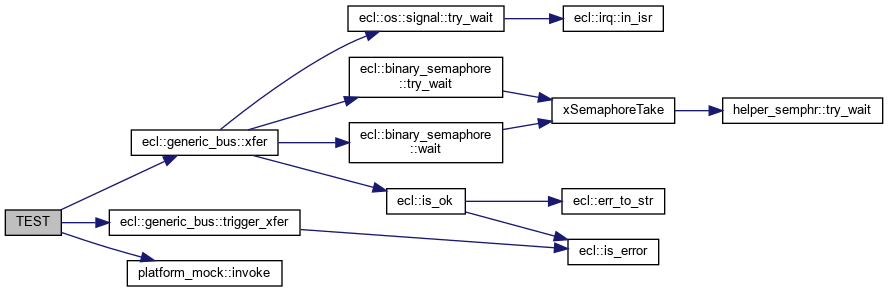 TEST
ecl::generic_bus::xfer
ecl::generic_bus::trigger_xfer
platform_mock::invoke
ecl::os::signal::try_wait
ecl::binary_semaphore
::try_wait
ecl::binary_semaphore
::wait
ecl::is_ok
ecl::irq::in_isr
xSemaphoreTake
ecl::err_to_str
ecl::is_error
helper_semphr::try_wait